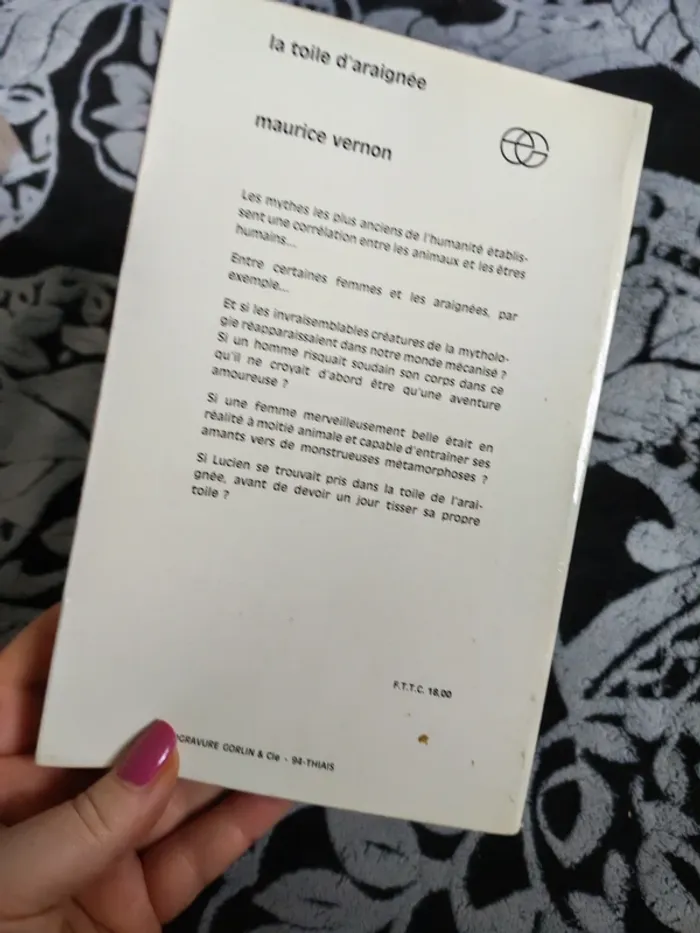 la toile d'araignée
maurice vernon
Les mythes les plus anciens de l'humanité établis-
sent une corrélation entre les animaux et les êtres
humains...
Entre certaines femmes et les araignées, par
exemple...
Et si les invraisemblables créatures de la mytholo-
gie réapparaissaient dans notre monde mécanisé ?
Si un homme risquait soudain son corps dans ce
qu'il ne croyait d'abord être qu'une aventure
amoureuse ?
Si une femme merveilleusement belle était en
réalité à moitié animale et capable d'entraîner ses
amants vers de monstrueuses métamorphoses ?
Si Lucien se trouvait pris dans la toile de l'arai-
gnée, avant de devoir un jour tisser sa propre
toile ?
F.T.T.C. 18,00
GRAVURE GORLIN & Cie - 94-THIAIS